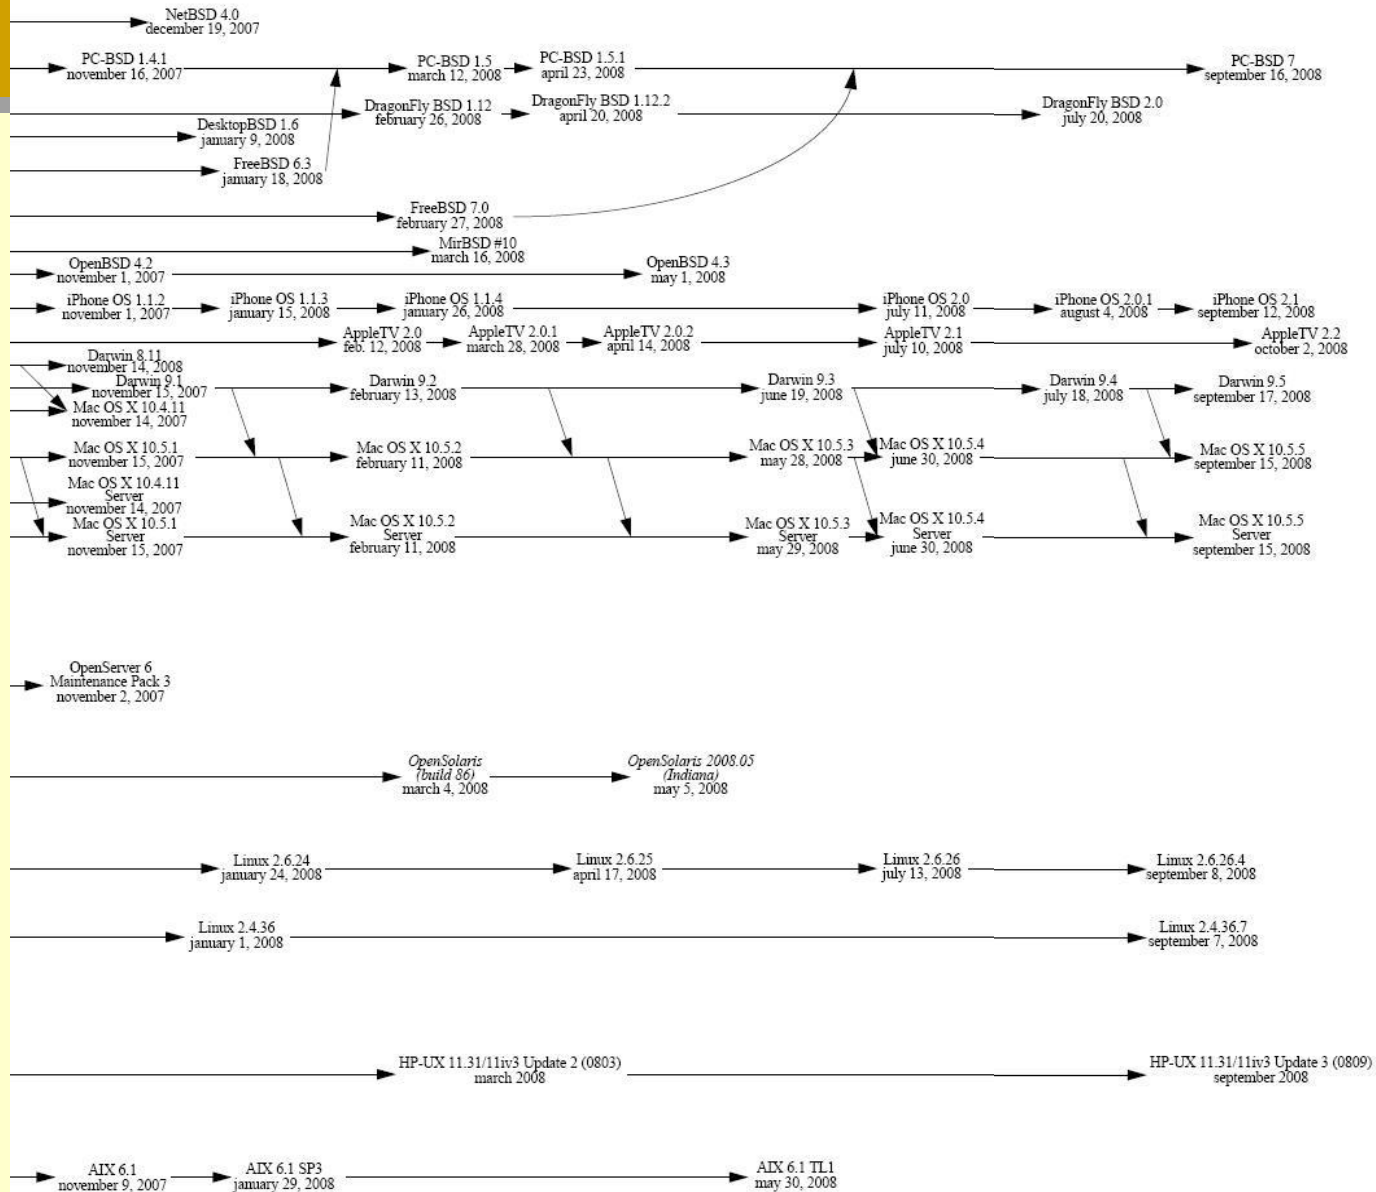 NetBSD 4.0
december 19, 2007
PC-BSD 1.4.1
november 16, 2007
PC-BSD 1.5
march 12, 2008
PC-BSD 1.5.1
april 23, 2008
PC-BSD 7
september 16, 2008
DragonFly BSD 1.12
february 26, 2008
DragonFly BSD 1.12.2
april 20, 2008
DragonFly BSD 2.0
july 20, 2008
DesktopBSD 1.6
january 9, 2008
FreeBSD 6.3
january 18, 2008
FreeBSD 7.0
february 27, 2008
MirBSD #10
march 16, 2008
OpenBSD 4.2
november 1, 2007
OpenBSD 4.3
may 1, 2008
iPhone OS 1.1.2
november 1, 2007
iPhone OS 1.1.3
january 15, 2008
iPhone OS 1.1.4
january 26, 2008
iPhone OS 2.0
july 11, 2008
iPhone OS 2.0.1
august 4, 2008
iPhone OS 2.1
september 12, 2008
AppleTV 2.0
feb. 12, 2008
AppleTV 2.0.1
march 28, 2008
AppleTV 2.0.2
april 14, 2008
AppleTV 2.1
july 10, 2008
AppleTV 2.2
october 2, 2008
Darwin 8.11
november 14, 2008
Darwin 9.1
november 15, 2007
Darwin 9.2
february 13, 2008
Darwin 9.3
june 19, 2008
Darwin 9.4
july 18, 2008
Darwin 9.5
september 17, 2008
Mac OS X 10.4.11
november 14, 2007
Mac OS X 10.5.1
november 15, 2007
Mac OS X 10.5.2
february 11, 2008
Mac OS X 10.5.3
may 28, 2008
Mac OS X 10.5.4
june 30, 2008
Mac OS X 10.5.5
september 15, 2008
Mac OS X 10.4.11
Server
november 14, 2007
Mac OS X 10.5.1
Server
november 15, 2007
Mac OS X 10.5.2
Server
february 11, 2008
Mac OS X 10.5.3
Server
may 29, 2008
Mac OS X 10.5.4
Server
june 30, 2008
Mac OS X 10.5.5
Server
september 15, 2008
OpenServer 6
Maintenance Pack 3
november 2, 2007
OpenSolaris
(build 86)
march 4, 2008
OpenSolaris 2008.05
(Indiana)
may 5, 2008
Linux 2.6.24
january 24, 2008
Linux 2.6.25
april 17, 2008
Linux 2.6.26
july 13, 2008
Linux 2.6.26.4
september 8, 2008
Linux 2.4.36
january 1, 2008
Linux 2.4.36.7
september 7, 2008
HP-UX 11.31/11iv3 Update 2 (0803)
march 2008
HP-UX 11.31/11iv3 Update 3 (0809)
september 2008
AIX 6.1
november 9, 2007
AIX 6.1 SP3
january 29, 2008
AIX 6.1 TL1
may 30, 2008